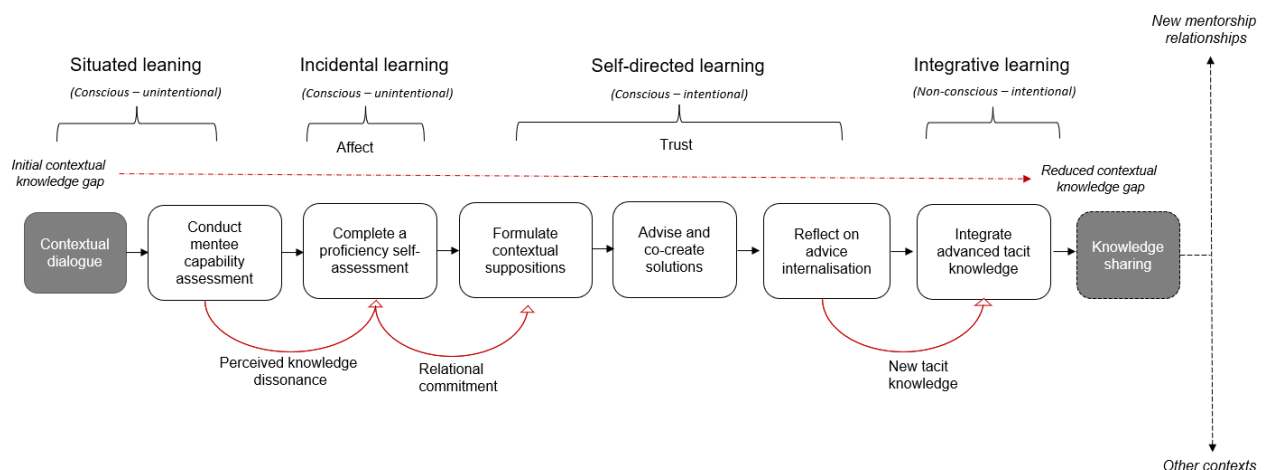 New mentorship
relationships
Situated leaning
(Conscious – unintentional)
Incidental learning
(Conscious – unintentional)
Self-directed learning
(Conscious – intentional)
Integrative learning
(Non-conscious – intentional)
Affect
Trust
Initial contextual
knowledge gap
Reduced contextual
knowledge gap
Contextual
dialogue
Conduct
mentee
capability
assessment
Complete a
proficiency self-
assessment
Formulate
contextual
suppositions
Advise and
co-create
solutions
Reflect on
advice
internalisation
Integrate
advanced tacit
knowledge
Knowledge
sharing
Perceived knowledge
dissonance
Relational
commitment
New tacit
knowledge
Other contexts